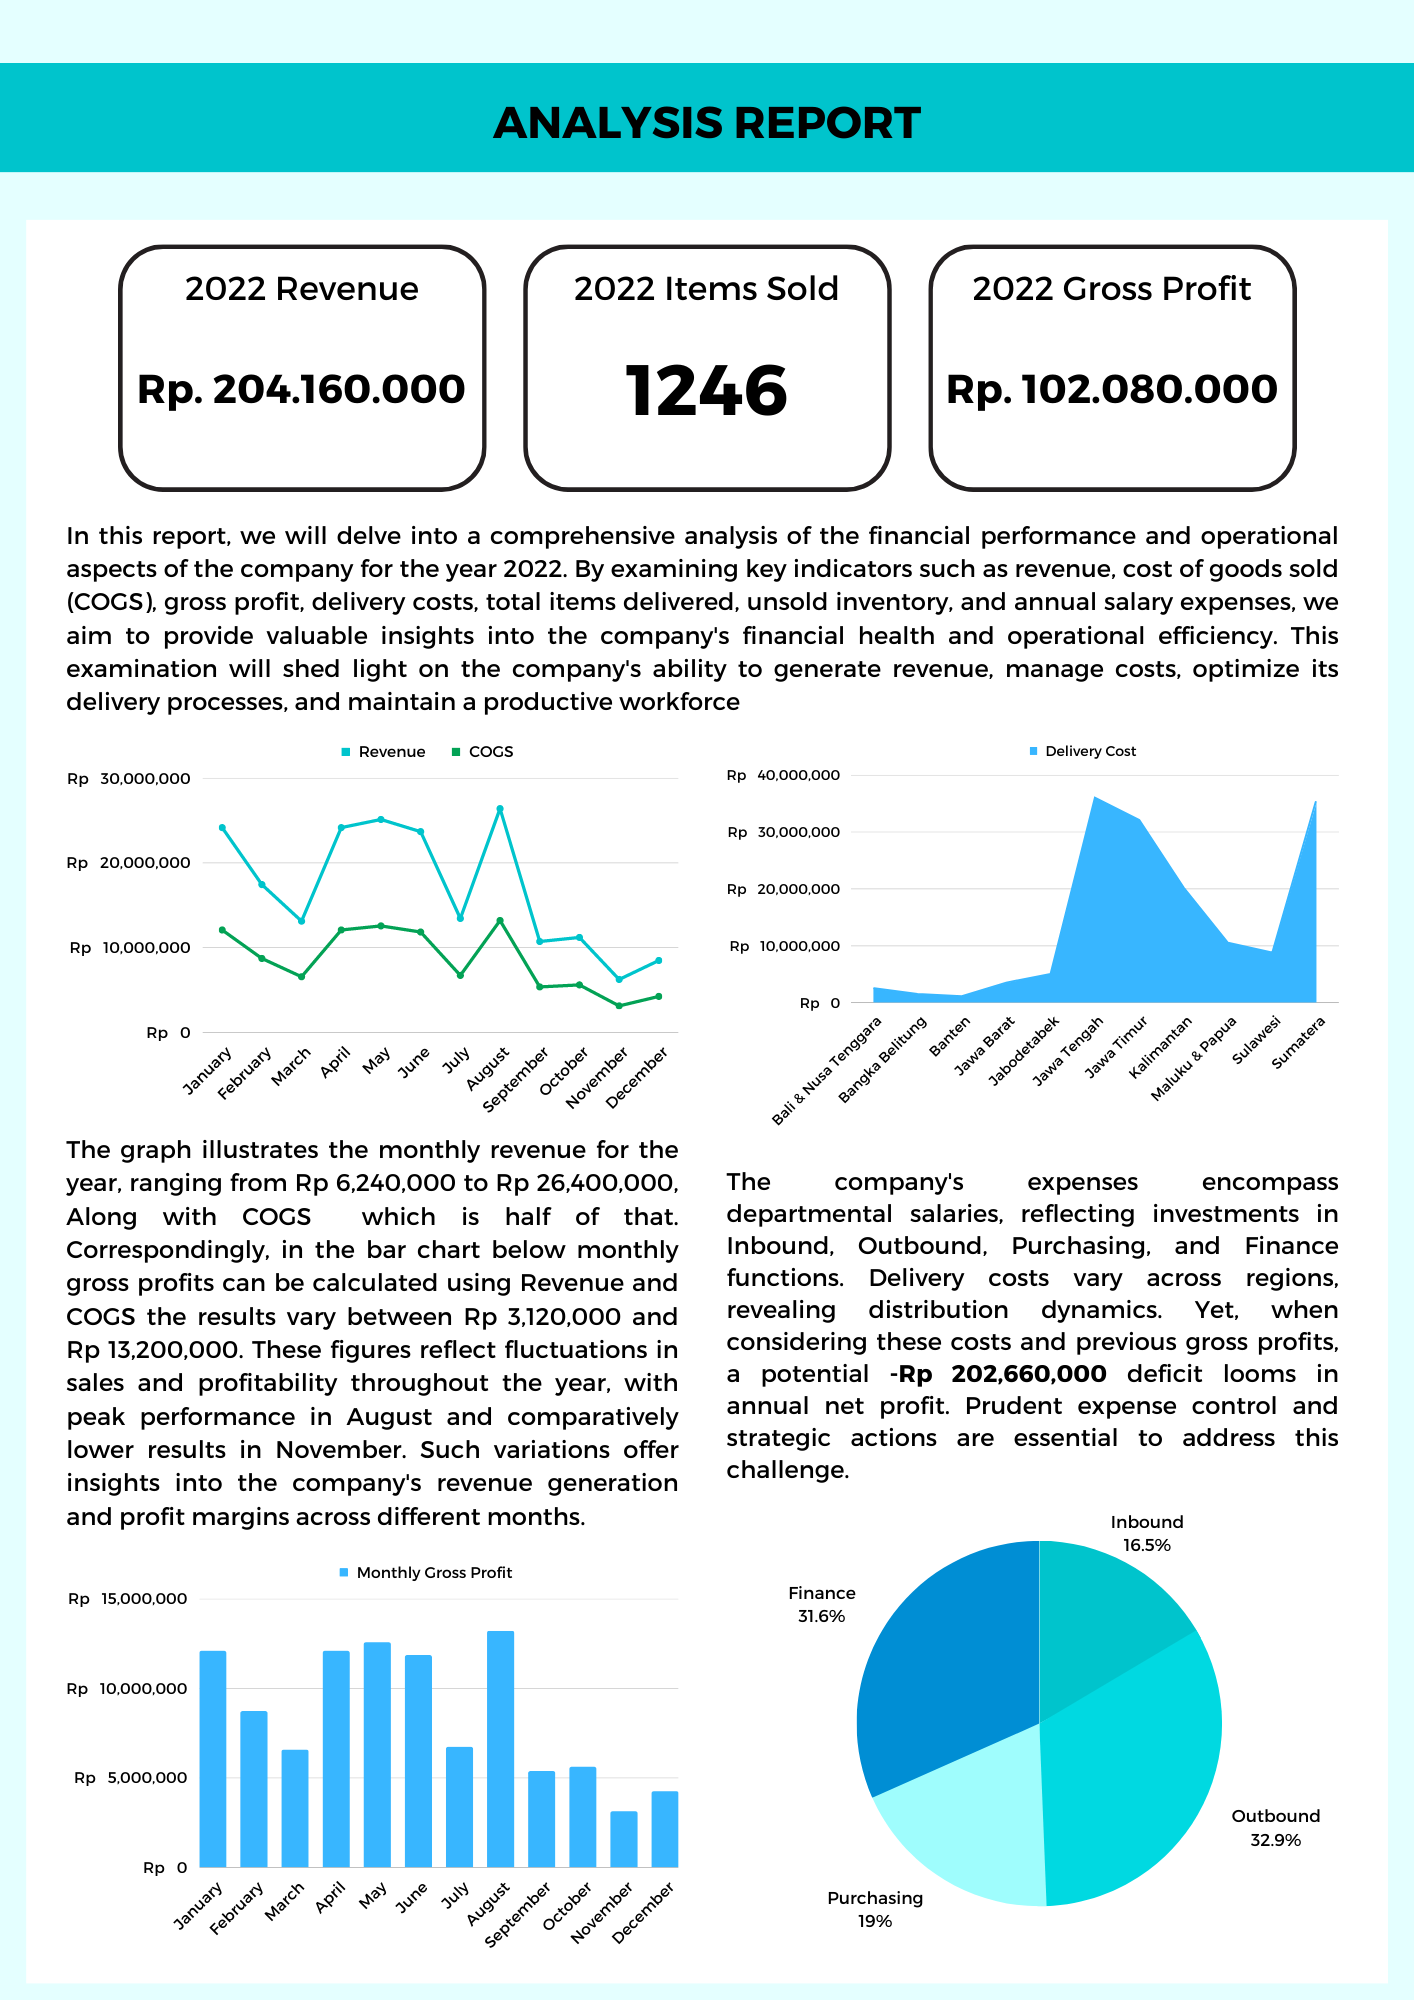 ANALYSIS REPORT
2022 Revenue
Rp. 204.160.000
2022 Items Sold
1246
2022 Gross Profit
Rp. 102.080.000
In this report, we will delve into a comprehensive analysis of the financial performance and operational
aspects of the company for the year 2022. By examining key indicators such as revenue, cost of goods sold
(COGS), gross profit, delivery costs, total items delivered, unsold inventory, and annual salary expenses, we
aim to provide valuable insights into the company's financial health and operational efficiency. This
examination will shed light on the company's ability to generate revenue, manage costs, optimize its
delivery processes, and maintain a productive workforce
Revenue COGS
Rp 30,000,000
Rp 20,000,000
Rp 10,000,000
Rp 0
January
February
March
April
May
June
July
August
September
October
November
December
Delivery Cost
Rp 40,000,000
Rp 30,000,000
Rp 20,000,000
Rp 10,000,000
Rp 0
Bali & Nusa Tenggara
Bangka Belitung
Banten
Jawa Barat
Jabodetabek
Jawa Tengah
Jawa Timur
Kalimantan
Maluku & Papua
Sulawesi
Sumatera
The graph illustrates the monthly revenue for the
year, ranging from Rp 6,240,000 to Rp 26,400,000,
Along with COGS which is half of that.
Correspondingly, in the bar chart below monthly
gross profits can be calculated using Revenue and
COGS the results vary between Rp 3,120,000 and
Rp 13,200,000. These figures reflect fluctuations in
sales and profitability throughout the year, with
peak performance in August and comparatively
lower results in November. Such variations offer
insights into the company's revenue generation
and profit margins across different months.
The company's expenses encompass
departmental salaries, reflecting investments in
Inbound, Outbound, Purchasing, and Finance
functions. Delivery costs vary across regions,
revealing distribution dynamics. Yet, when
considering these costs and previous gross profits,
a potential -Rp 202,660,000 deficit looms in
annual net profit. Prudent expense control and
strategic actions are essential to address this
challenge.
Monthly Gross Profit
Rp 15,000,000
Rp 10,000,000
Rp 5,000,000
Rp 0
January
February
March
April
May
June
July
August
September
October
November
December
Inbound
16.5%
Finance
31.6%
Outbound
32.9%
Purchasing
19%